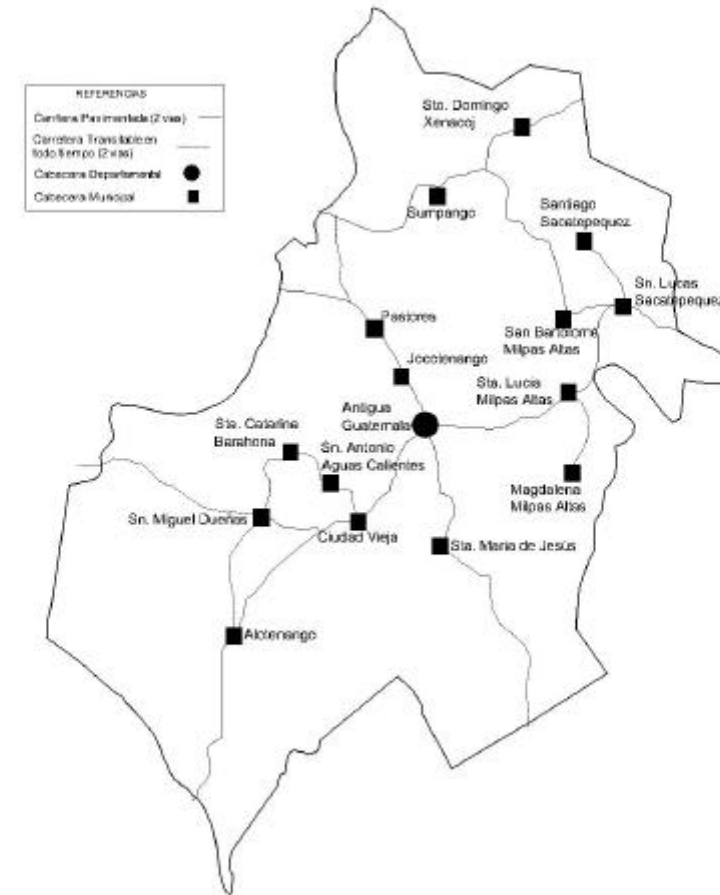 REFERENCIAS
Carretera Pavimentada (2 vias)
Carretera Transitable en
todo tiempo (2 vias)
Cabecera Departamental
Cabecera Municipal
Sto. Domingo
Xenacoj
Sumpango
Santiago
Sacatepequez
Sn. Lucas
Sacatepequez
San Bartolomé
Milpas Altas
Pastores
Jocotenango
Sta. Lucia
Milpas Altas
Antigua
Guatemala
Sta. Catarina
Barahona
Sn. Antonio
Aguas Calientes
Magdalena
Milpas Altas
Sn. Miguel Dueñas
Ciudad Vieja
Sta. Maria de Jesús
Alotenango